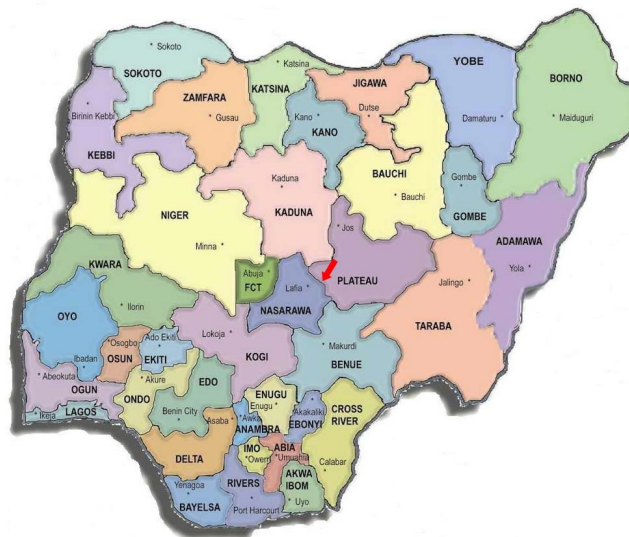 Sokoto
SOKOTO
Katsina
KATSINA
JIGAWA
Dutse
YOBE
Damaturu
BORNO
Maiduguri
ZAMFARA
Gusau
Birinin Kebbi
KEBBI
Kano
KANO
BAUCHI
Bauchi
Gombe
GOMBE
Kaduna
KADUNA
NIGER
Minna
Jos
PLATEAU
ADAMAWA
Yola
KWARA
Ilorin
Abuja
FCT
Lafia
NASARAWA
Jalingo
TARABA
OYO
Ibadan
Osogbo
OSUN
Ado Ekiti
EKITI
Lokoja
KOGI
Makurdi
BENUE
Abeokuta
OGUN
Akure
ONDO
EDO
Benin City
ENUGU
Enugu
Akakaliki
EBONYI
CROSS
RIVER
Calabar
Ikeja
LAGOS
Asaba
Awka
ANAMBRA
DELTA
IMO
Owerri
ABIA
Umuahia
AKWA
IBOM
Uyo
Yenagoa
BAYELSA
RIVERS
Port Harcourt